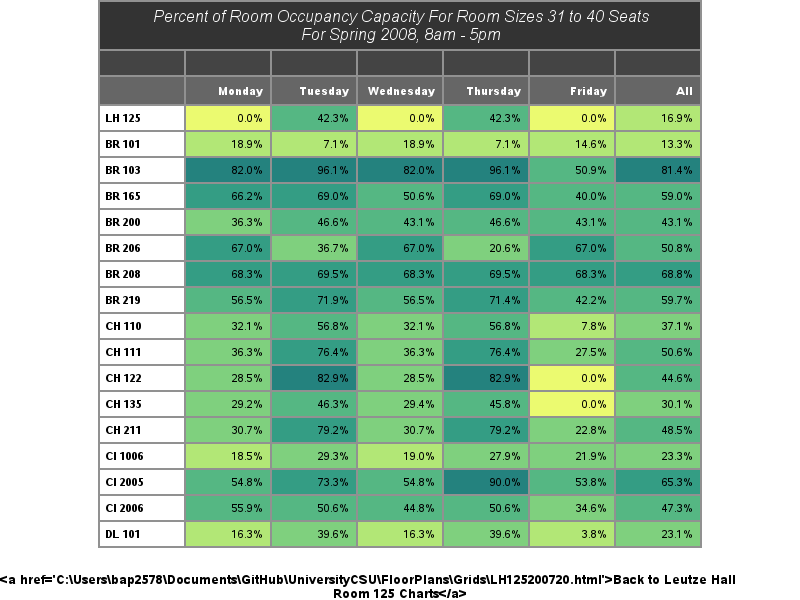 Percent of Room Occupancy Capacity For Room Sizes 31 to 40 Seats
For Spring 2008, 8am - 5pm
Monday Tuesday Wednesday Thursday Friday All
LH 125 0.0% 42.3% 0.0% 42.3% 0.0% 16.9%
BR 101 18.9% 7.1% 18.9% 7.1% 14.6% 13.3%
BR 103 82.0% 96.1% 82.0% 96.1% 50.9% 81.4%
BR 165 66.2% 69.0% 50.6% 69.0% 40.0% 59.0%
BR 200 36.3% 46.6% 43.1% 46.6% 43.1% 43.1%
BR 206 67.0% 36.7% 67.0% 20.6% 67.0% 50.8%
BR 208 68.3% 69.5% 68.3% 69.5% 68.3% 68.8%
BR 219 56.5% 71.9% 56.5% 71.4% 42.2% 59.7%
CH 110 32.1% 56.8% 32.1% 56.8% 7.8% 37.1%
CH 111 36.3% 76.4% 36.3% 76.4% 27.5% 50.6%
CH 122 28.5% 82.9% 28.5% 82.9% 0.0% 44.6%
CH 135 29.2% 46.3% 29.4% 45.8% 0.0% 30.1%
CH 211 30.7% 79.2% 30.7% 79.2% 22.8% 48.5%
CI 1006 18.5% 29.3% 19.0% 27.9% 21.9% 23.3%
CI 2005 54.8% 73.3% 54.8% 90.0% 53.8% 65.3%
CI 2006 55.9% 50.6% 44.8% 50.6% 34.6% 47.3%
DL 101 16.3% 39.6% 16.3% 39.6% 3.8% 23.1%
<a href='C:\Users\bap2578\Documents\GitHub\UniversityCSU\FloorPlans\Grids\LH125200720.html'>Back to Leutze Hall
Room 125 Charts</a>